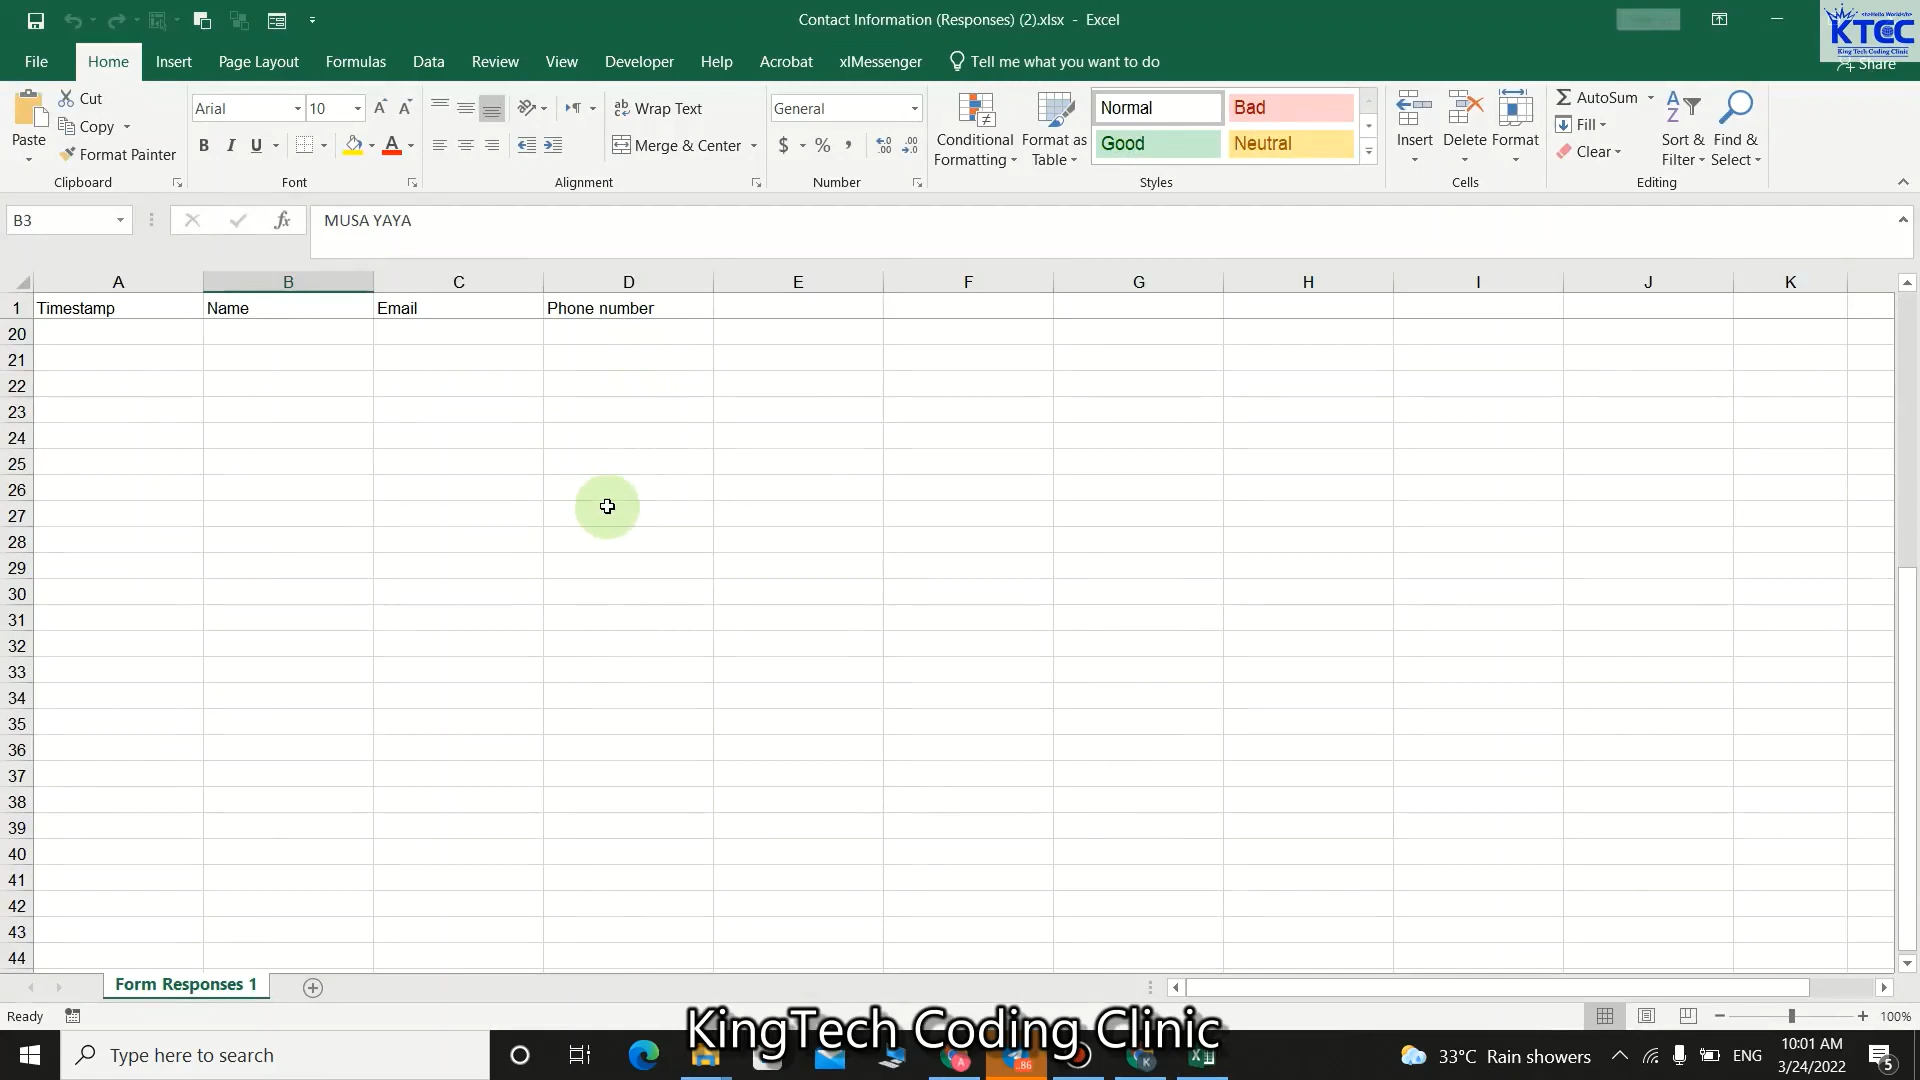 Contact Information (Responses) (2).xlsx - Excel
KTCC
King Tech Coding Clinic
File Home Insert Page Layout Formulas Data Review View Developer Help Acrobat xlMessenger Tell me what you want to do Share
Paste
Cut
Copy
Format Painter
Clipboard
Arial 10
B I U A
Font
Wrap Text
Merge & Center
Alignment
General
$ % ,
Number
Conditional Formatting
Format as Table
Normal Bad
Good Neutral
Styles
Insert Delete Format
Cells
AutoSum
Fill
Clear
Sort & Filter
Find & Select
Editing
B3 fx MUSA YAYA
A B C D E F G H I J K
1 Timestamp Name Email Phone number
20
21
22
23
24
25
26
27
28
29
30
31
32
33
34
35
36
37
38
39
40
41
42
43
44
Form Responses 1
Ready 100%
KingTech Coding Clinic
Type here to search
86
33°C Rain showers ENG
10:01 AM
3/24/2022
5